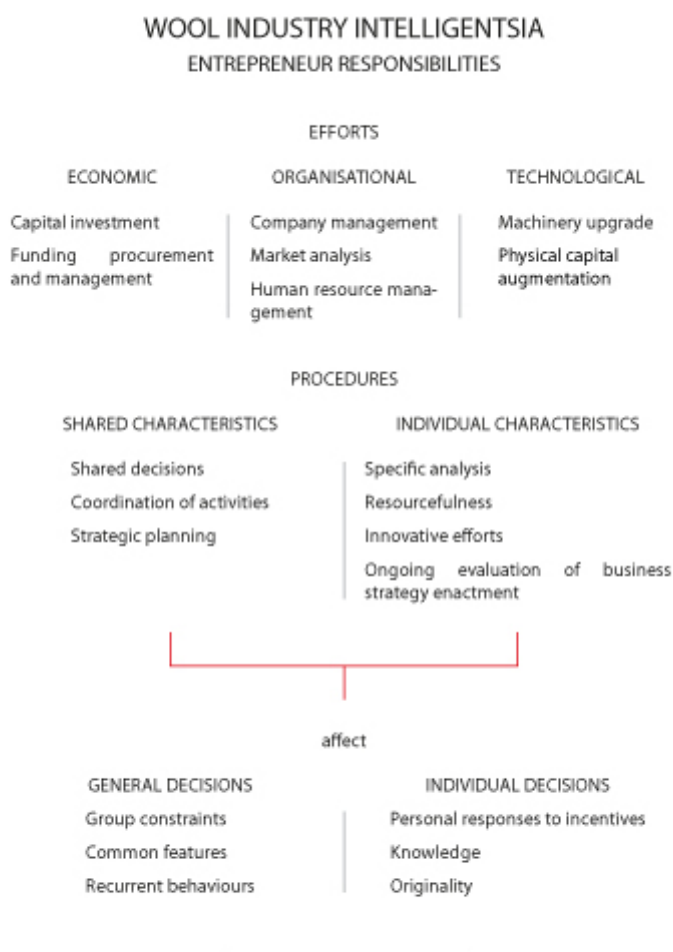 WOOL INDUSTRY INTELLIGENTSIA
ENTREPRENEUR RESPONSIBILITIES
EFFORTS
ECONOMIC
Capital investment
Funding procurement
and management
ORGANISATIONAL
Company management
Market analysis
Human resource mana-
gement
TECHNOLOGICAL
Machinery upgrade
Physical capital
augmentation
PROCEDURES
SHARED CHARACTERISTICS
Shared decisions
Coordination of activities
Strategic planning
INDIVIDUAL CHARACTERISTICS
Specific analysis
Resourcefulness
Innovative efforts
Ongoing evaluation of business
strategy enactment
affect
GENERAL DECISIONS
Group constraints
Common features
Recurrent behaviours
INDIVIDUAL DECISIONS
Personal responses to incentives
Knowledge
Originality